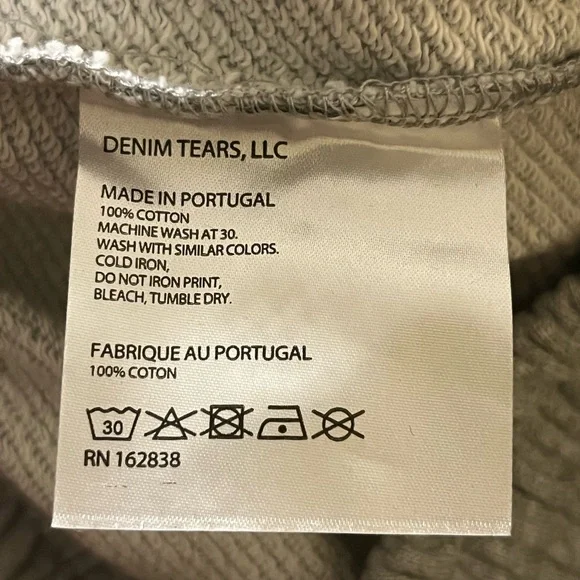 DENIM TEARS, LLC
MADE IN PORTUGAL
100% COTTON
MACHINE WASH AT 30.
WASH WITH SIMILAR COLORS.
COLD IRON,
DO NOT IRON PRINT,
BLEACH, TUMBLE DRY.
FABRIQUE AU PORTUGAL
100% COTON
30
RN 162838